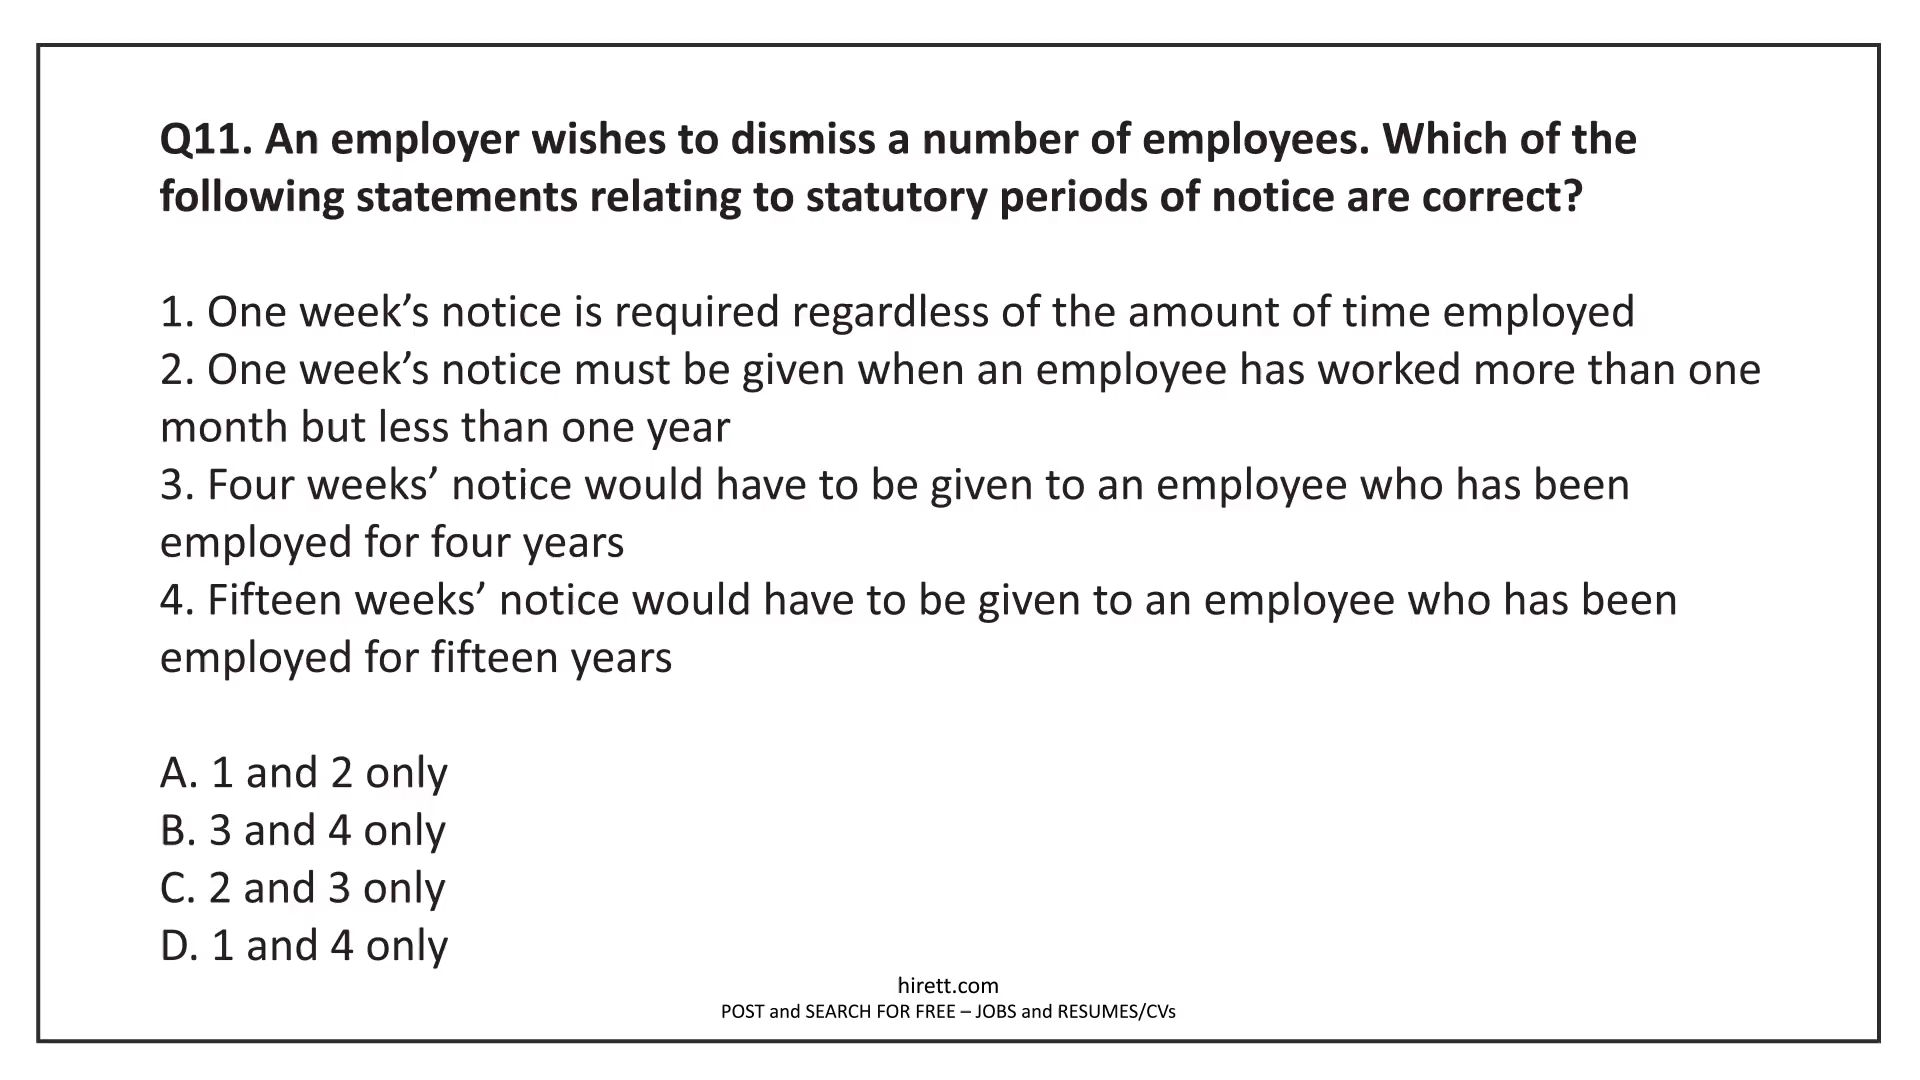 Q11. An employer wishes to dismiss a number of employees. Which of the
following statements relating to statutory periods of notice are correct?
1. One week’s notice is required regardless of the amount of time employed
2. One week’s notice must be given when an employee has worked more than one
month but less than one year
3. Four weeks’ notice would have to be given to an employee who has been
employed for four years
4. Fifteen weeks’ notice would have to be given to an employee who has been
employed for fifteen years
A. 1 and 2 only
B. 3 and 4 only
C. 2 and 3 only
D. 1 and 4 only
hirett.com
POST and SEARCH FOR FREE – JOBS and RESUMES/CVs